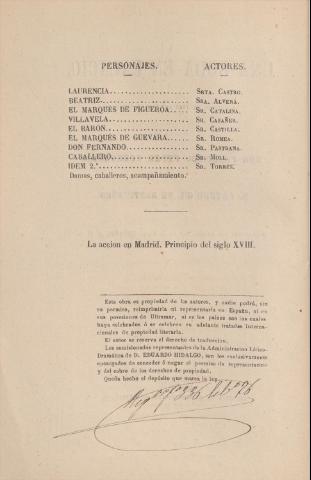 PERSONAJES. ACTORES.
LAURENCIA.................... SRTA. CASTRO.
BEATRIZ...................... SRA. ALVERÁ.
EL MARQUÉS DE FIGUEROA..... SR. CATALINA.
VILLAVELA.................... SR. CAZAÑER.
EL BARON..................... SR. CASTILLA.
EL MARQUÉS DE GUEVARA..... SR. ROMEA.
DON FERNANDO................. SR. PASTRANA.
CABALLERO.................... SR. MOLL.
IDEM 2.º..................... SR. TORRES.
Damas, caballeros, acompañamiento.
La accion en Madrid. Principio del siglo XVIII.
Esta obra es propiedad de los autores, y nadie podrá, sin
su permiso, reimprimirla ni representarla en España, ni en
sus posesiones de Ultramar, ni en los países con los cuales
haya celebrados ó se celebren en adelante tratados interna-
cionales de propiedad literaria.
El autor se reserva el derecho de traduccion.
Los comisionados representantes de la Administracion Lírico-
Dramática de D. EDUARDO HIDALGO, son los exclusivamente
encargados de conceder ó negar el permiso de representacion
y del cobro de los derechos de propiedad.
Queda hecho el depósito que marca la ley.